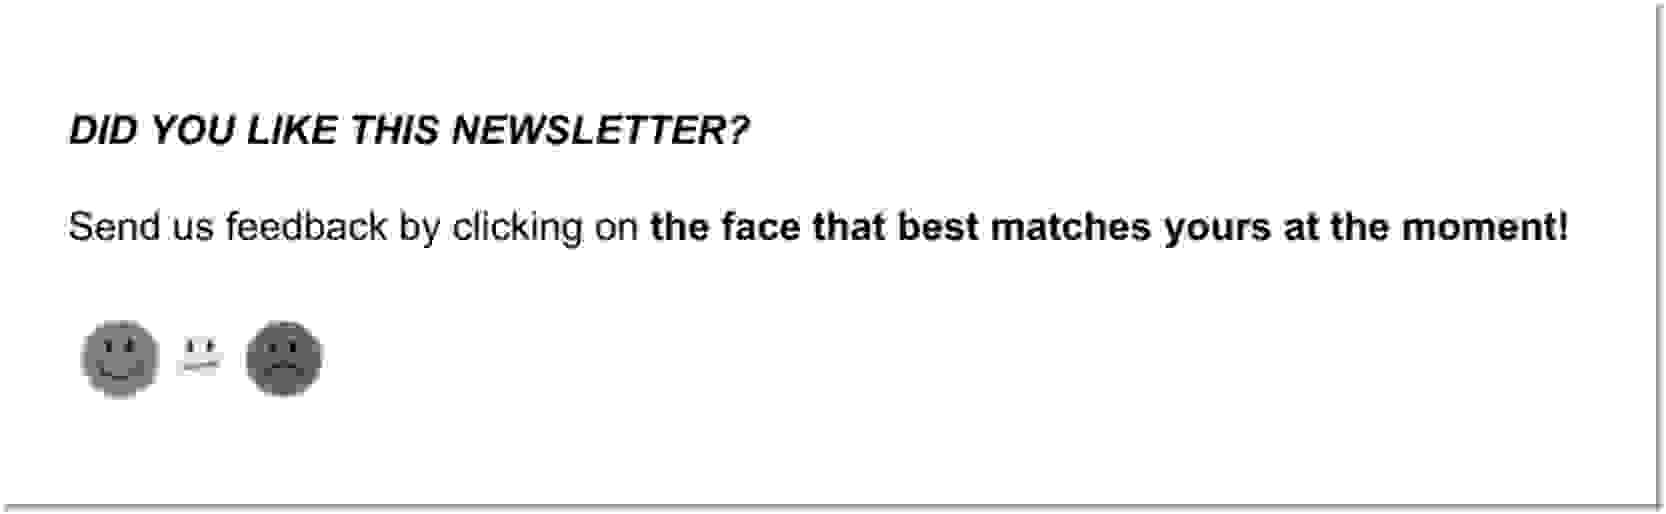 DID YOU LIKE THIS NEWSLETTER?
Send us feedback by clicking on the face that best matches yours at the moment!